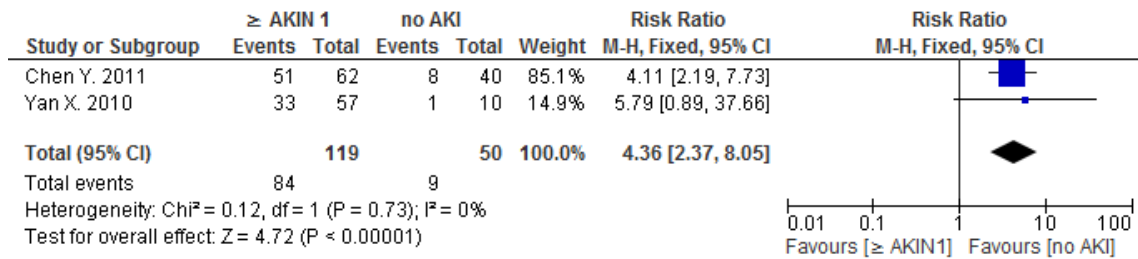 ≥ AKIN 1 no AKI Risk Ratio Risk Ratio
Study or Subgroup Events Total Events Total Weight M-H, Fixed, 95% CI M-H, Fixed, 95% CI
Chen Y. 2011 51 62 8 40 85.1% 4.11 [2.19, 7.73]
Yan X. 2010 33 57 1 10 14.9% 5.79 [0.89, 37.66]
Total (95% CI) 119 50 100.0% 4.36 [2.37, 8.05]
Total events 84 9
Heterogeneity: Chi² = 0.12, df = 1 (P = 0.73); I² = 0%
Test for overall effect: Z = 4.72 (P < 0.00001)
0.01 0.1 1 10 100
Favours [≥ AKIN1] Favours [no AKI]